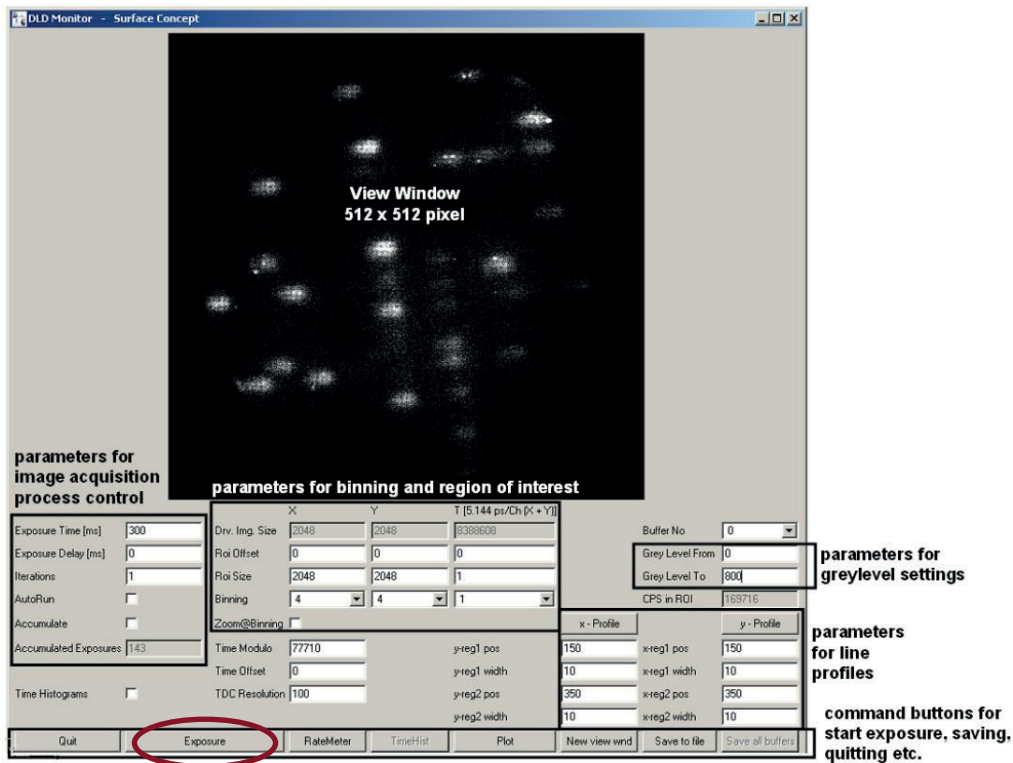 DLD Monitor - Surface Concept
View Window
512 x 512 pixel
parameters for
image acquisition
process control
parameters for binning and region of interest
X Y T [5.144 ps/Ch (X + Y)]
Exposure Time [ms] 300 Drv. Img. Size 2048 2048 8388608 Buffer No 0
Exposure Delay [ms] 0 Roi Offset 0 0 0 Grey Level From 0
Iterations 1 Roi Size 2048 2048 1 Grey Level To 800
parameters for
greylevel settings
AutoRun Binning 4 4 1 CPS in ROI 169716
Accumulate Zoom@Binning x - Profile y - Profile
Accumulated Exposures 143 Time Modulo 77710 y-reg1 pos 150 x-reg1 pos 150
Time Offset 0 y-reg1 width 10 x-reg1 width 10
Time Histograms TDC Resolution 100 y-reg2 pos 350 x-reg2 pos 350
y-reg2 width 10 x-reg2 width 10
parameters
for line
profiles
Quit Exposure RateMeter TimeHist Plot New view wnd Save to file Save all buffers
command buttons for
start exposure, saving,
quitting etc.